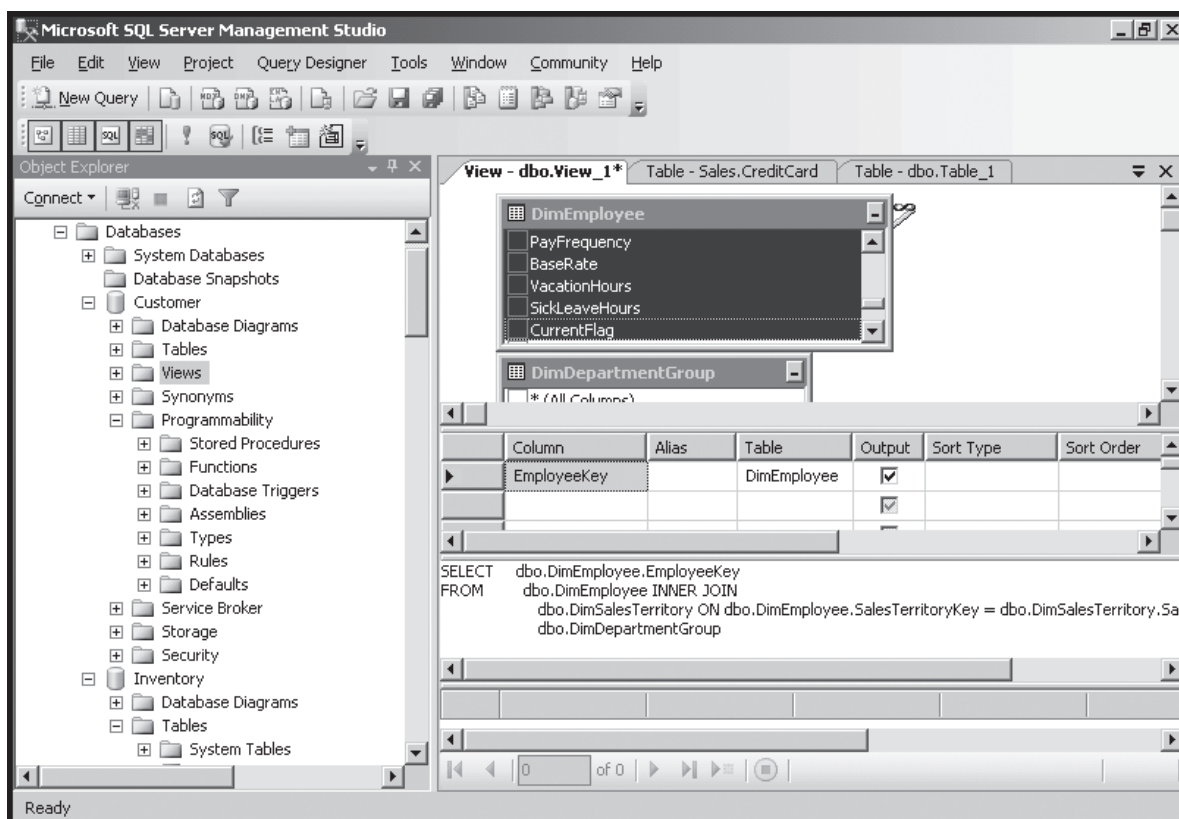 Microsoft SQL Server Management Studio
File Edit View Project Query Designer Tools Window Community Help
New Query
SQL
Object Explorer
Connect
Databases
System Databases
Database Snapshots
Customer
Database Diagrams
Tables
Views
Synonyms
Programmability
Stored Procedures
Functions
Database Triggers
Assemblies
Types
Rules
Defaults
Service Broker
Storage
Security
Inventory
Database Diagrams
Tables
System Tables
View - dbo.View_1* Table - Sales.CreditCard Table - dbo.Table_1
DimEmployee
PayFrequency
BaseRate
VacationHours
SickLeaveHours
CurrentFlag
DimDepartmentGroup
* (All Columns)
Column Alias Table Output Sort Type Sort Order
EmployeeKey DimEmployee
SELECT dbo.DimEmployee.EmployeeKey
FROM dbo.DimEmployee INNER JOIN
dbo.DimSalesTerritory ON dbo.DimEmployee.SalesTerritoryKey = dbo.DimSalesTerritory.Sa
dbo.DimDepartmentGroup
0 of 0
Ready